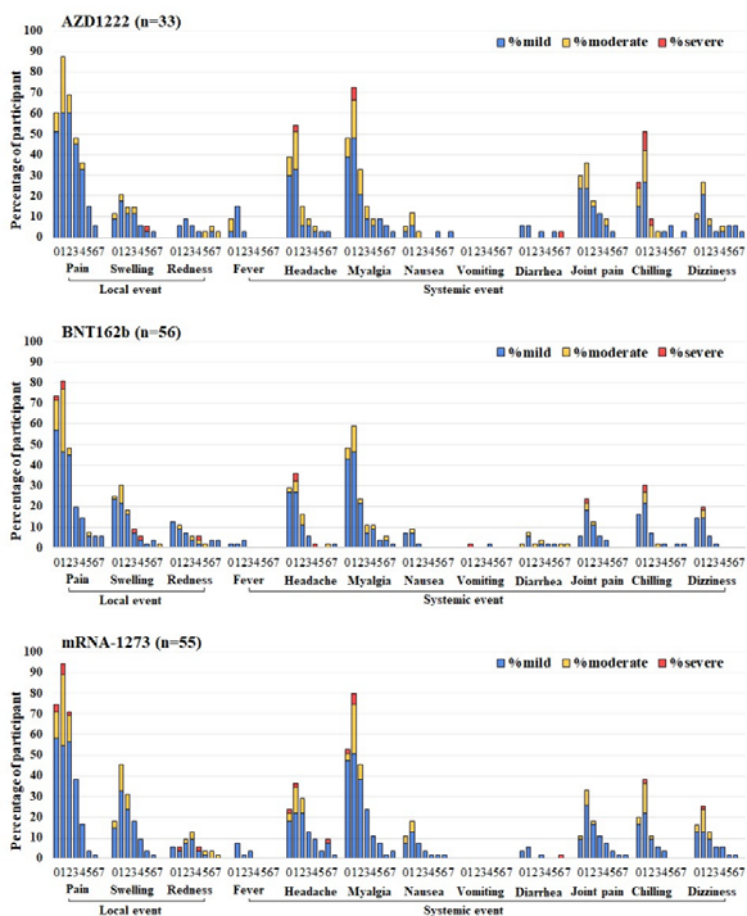 AZD1222 (n=33)
%mild %moderate %severe
Percentage of participant
100
90
80
70
60
50
40
30
20
10
0
01234567 01234567 01234567 01234567 01234567 01234567 01234567 01234567 01234567 01234567 01234567 01234567
Pain Swelling Redness Fever Headache Myalgia Nausea Vomiting Diarrhea Joint pain Chilling Dizziness
Local event Systemic event
BNT162b (n=56)
%mild %moderate %severe
Percentage of participant
100
90
80
70
60
50
40
30
20
10
0
01234567 01234567 01234567 01234567 01234567 01234567 01234567 01234567 01234567 01234567 01234567 01234567
Pain Swelling Redness Fever Headache Myalgia Nausea Vomiting Diarrhea Joint pain Chilling Dizziness
Local event Systemic event
mRNA-1273 (n=55)
%mild %moderate %severe
Percentage of participant
100
90
80
70
60
50
40
30
20
10
0
01234567 01234567 01234567 01234567 01234567 01234567 01234567 01234567 01234567 01234567 01234567 01234567
Pain Swelling Redness Fever Headache Myalgia Nausea Vomiting Diarrhea Joint pain Chilling Dizziness
Local event Systemic event